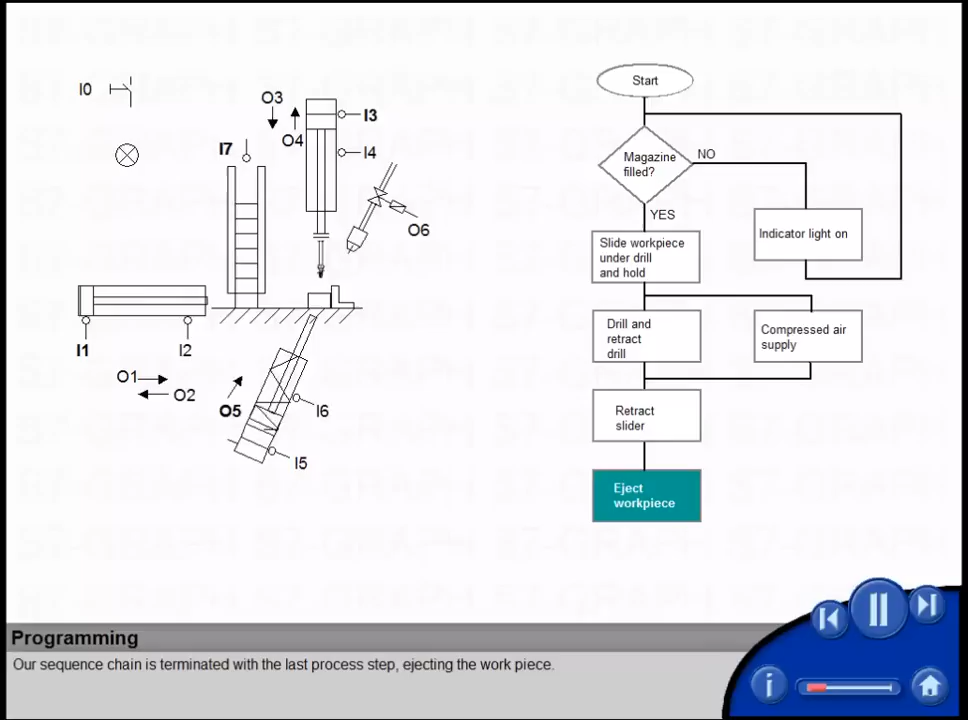 I0
O3
O4
I3
I4
I7
O6
I1
I2
O1
O2
O5
I6
I5
Start
Magazine
filled?
NO
YES
Indicator light on
Slide workpiece
under drill
and hold
Drill and
retract
drill
Compressed air
supply
Retract
slider
Eject
workpiece
Programming
Our sequence chain is terminated with the last process step, ejecting the work piece.
i